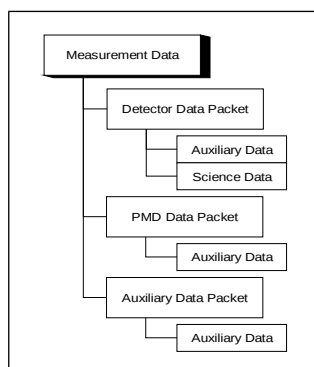 Measurement Data
Detector Data Packet
Auxiliary Data
Science Data
PMD Data Packet
Auxiliary Data
Auxiliary Data Packet
Auxiliary Data